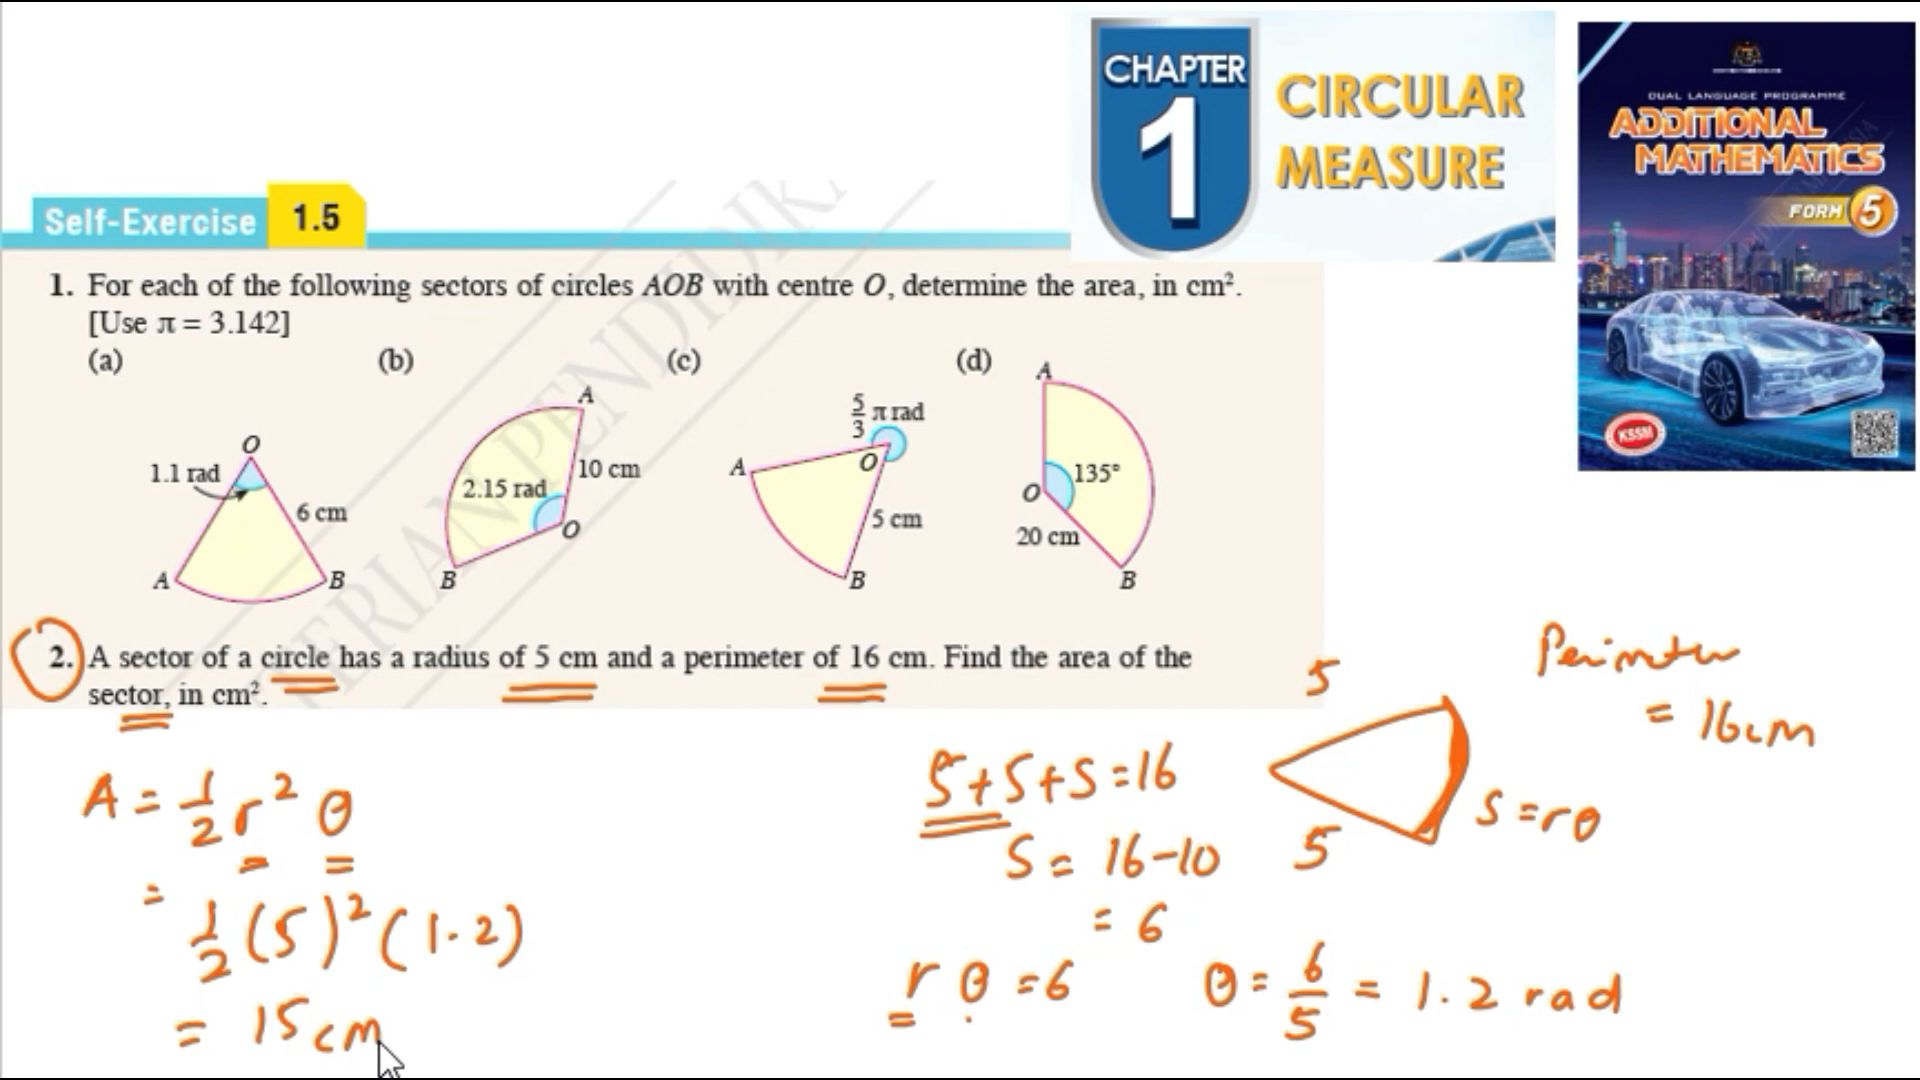 CHAPTER
1
CIRCULAR
MEASURE
DUAL LANGUAGE PROGRAMME
ADDITIONAL
MATHEMATICS
FORM 5
KSSM
Self-Exercise 1.5
1. For each of the following sectors of circles AOB with centre O, determine the area, in cm².
[Use π = 3.142]
(a) (b) (c) (d)
O
1.1 rad
6 cm
A
B
A
10 cm
2.15 rad
O
B
5/3 π rad
A
O
5 cm
B
A
135°
O
20 cm
B
2. A sector of a circle has a radius of 5 cm and a perimeter of 16 cm. Find the area of the
sector, in cm².
A = 1/2 r² θ
= 1/2 (5)² (1.2)
= 15 cm
5+5+S=16
S= 16-10
= 6
r θ = 6
θ = 6/5 = 1.2 rad
5
5
S=rθ
Perimeter
= 16cm